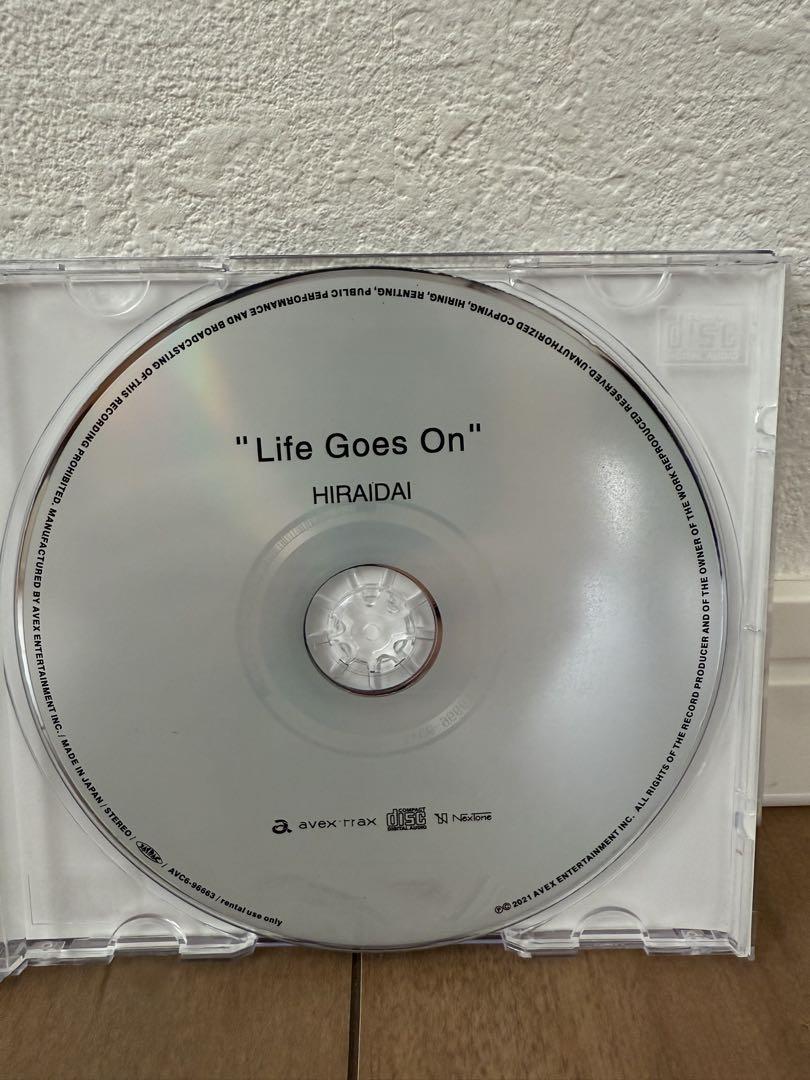 "Life Goes On"
HIRAIDAI
avex trax
COMPACT
disc
DIGITAL AUDIO
NexTone
ALL RIGHTS OF THE RECORD PRODUCER AND OF THE OWNER OF THE WORK REPRODUCED RESERVED. UNAUTHORIZED COPYING, HIRING, RENTING, PUBLIC PERFORMANCE AND BROADCASTING OF THIS RECORDING PROHIBITED. MANUFACTURED BY AVEX ENTERTAINMENT INC. / MADE IN JAPAN / STEREO / AVC6-96663 / rental use only
℗© 2021 AVEX ENTERTAINMENT INC.